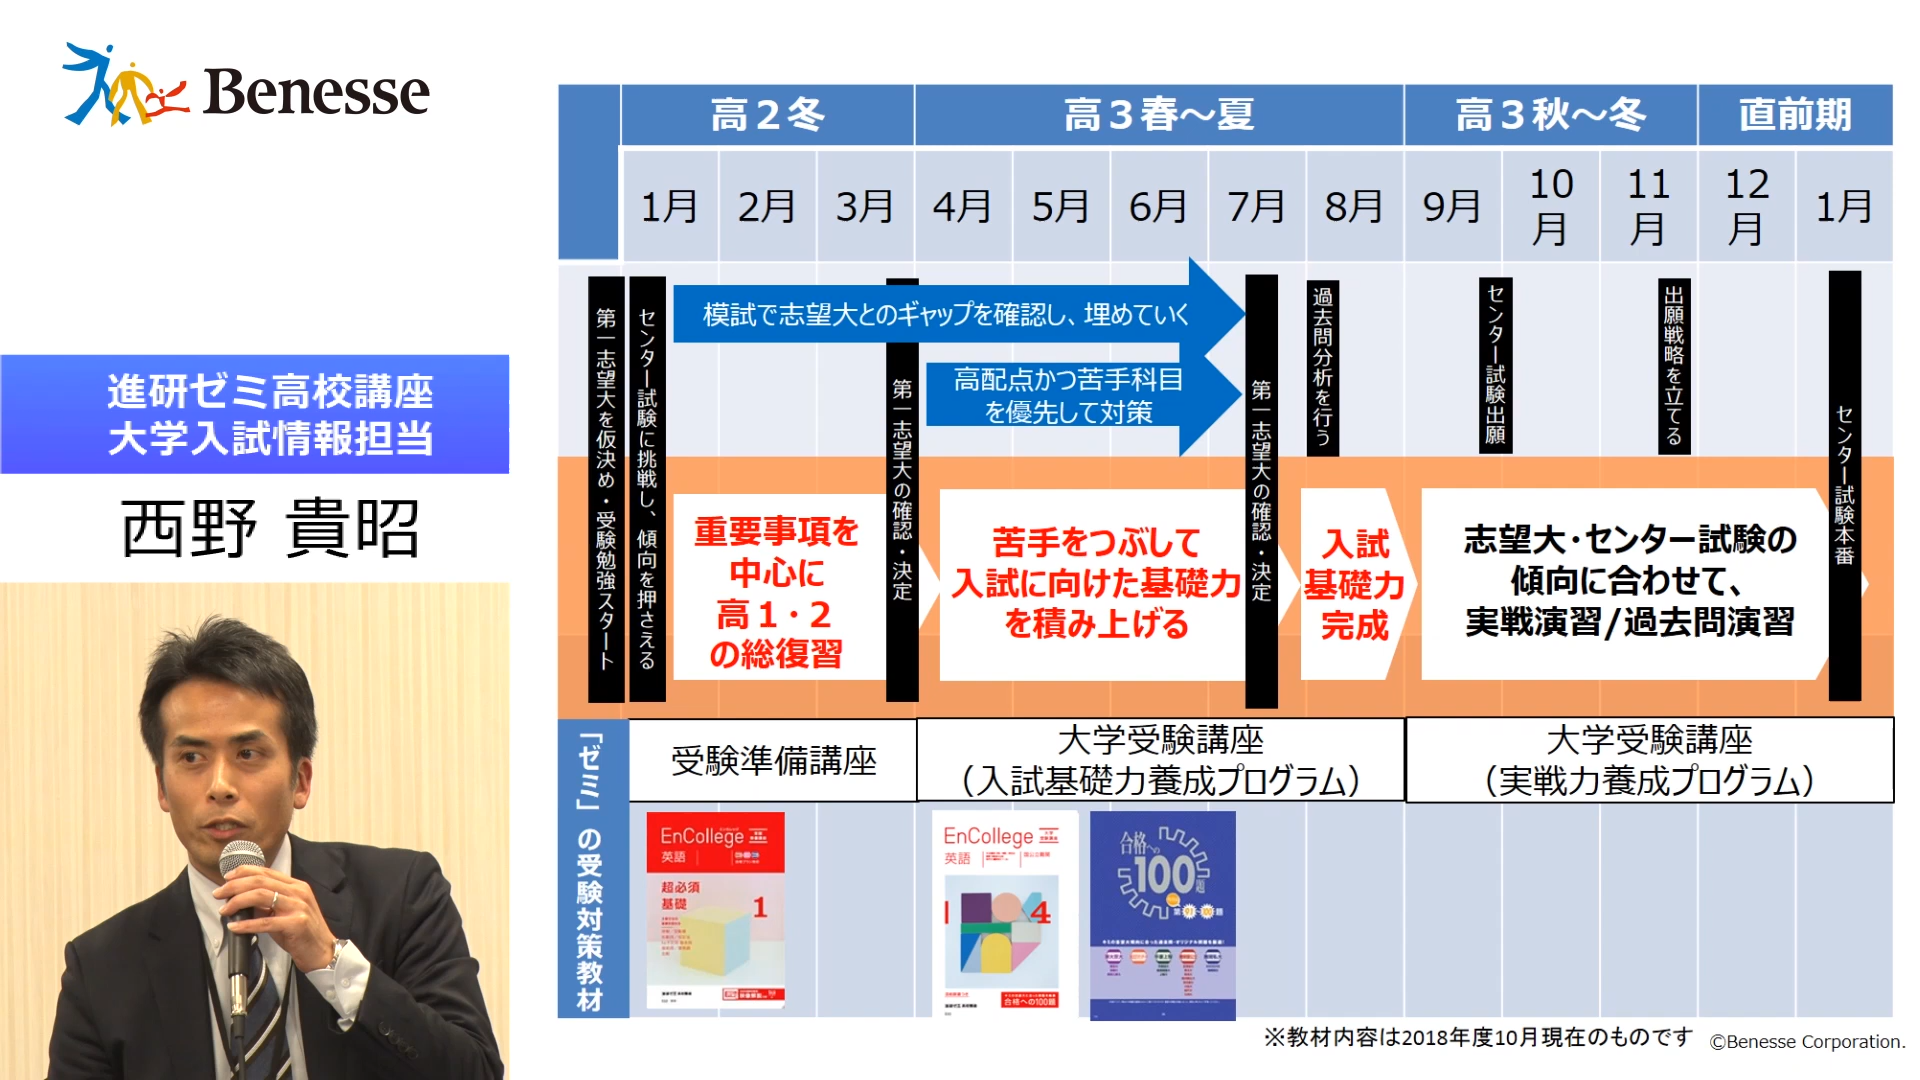 Benesse
進研ゼミ高校講座
大学入試情報担当
西野 貴昭
高２冬
高３春～夏
高３秋～冬
直前期
1月
2月
3月
4月
5月
6月
7月
8月
9月
10
月
11
月
12
月
1月
第一志望大を仮決め・受験勉強スタート
センター試験に挑戦し、傾向を押さえる
模試で志望大とのギャップを確認し、埋めていく
高配点かつ苦手科目
を優先して対策
第一志望大の確認・決定
第一志望大の確認・決定
過去問分析を行う
センター試験出願
出願戦略を立てる
センター試験本番
重要事項を
中心に
高１・２
の総復習
苦手をつぶして
入試に向けた基礎力
を積み上げる
入試
基礎力
完成
志望大・センター試験の
傾向に合わせて、
実戦演習/過去問演習
「ゼミ」の受験対策教材
受験準備講座
大学受験講座
（入試基礎力養成プログラム）
大学受験講座
（実戦力養成プログラム）
EnCollege
英語
超必須
基礎
1
EnCollege
英語
4
合格への100題
合格への
100
題
※教材内容は2018年度10月現在のものです
©Benesse Corporation.